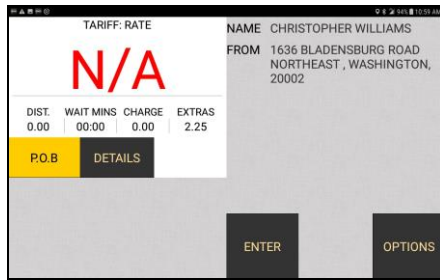 94% 10:59 AM
TARIFF: RATE
N/A
DIST. WAIT MINS CHARGE EXTRAS
0.00 00:00 0.00 2.25
P.O.B DETAILS
NAME CHRISTOPHER WILLIAMS
FROM 1636 BLADENSBURG ROAD
NORTHEAST , WASHINGTON,
20002
ENTER OPTIONS